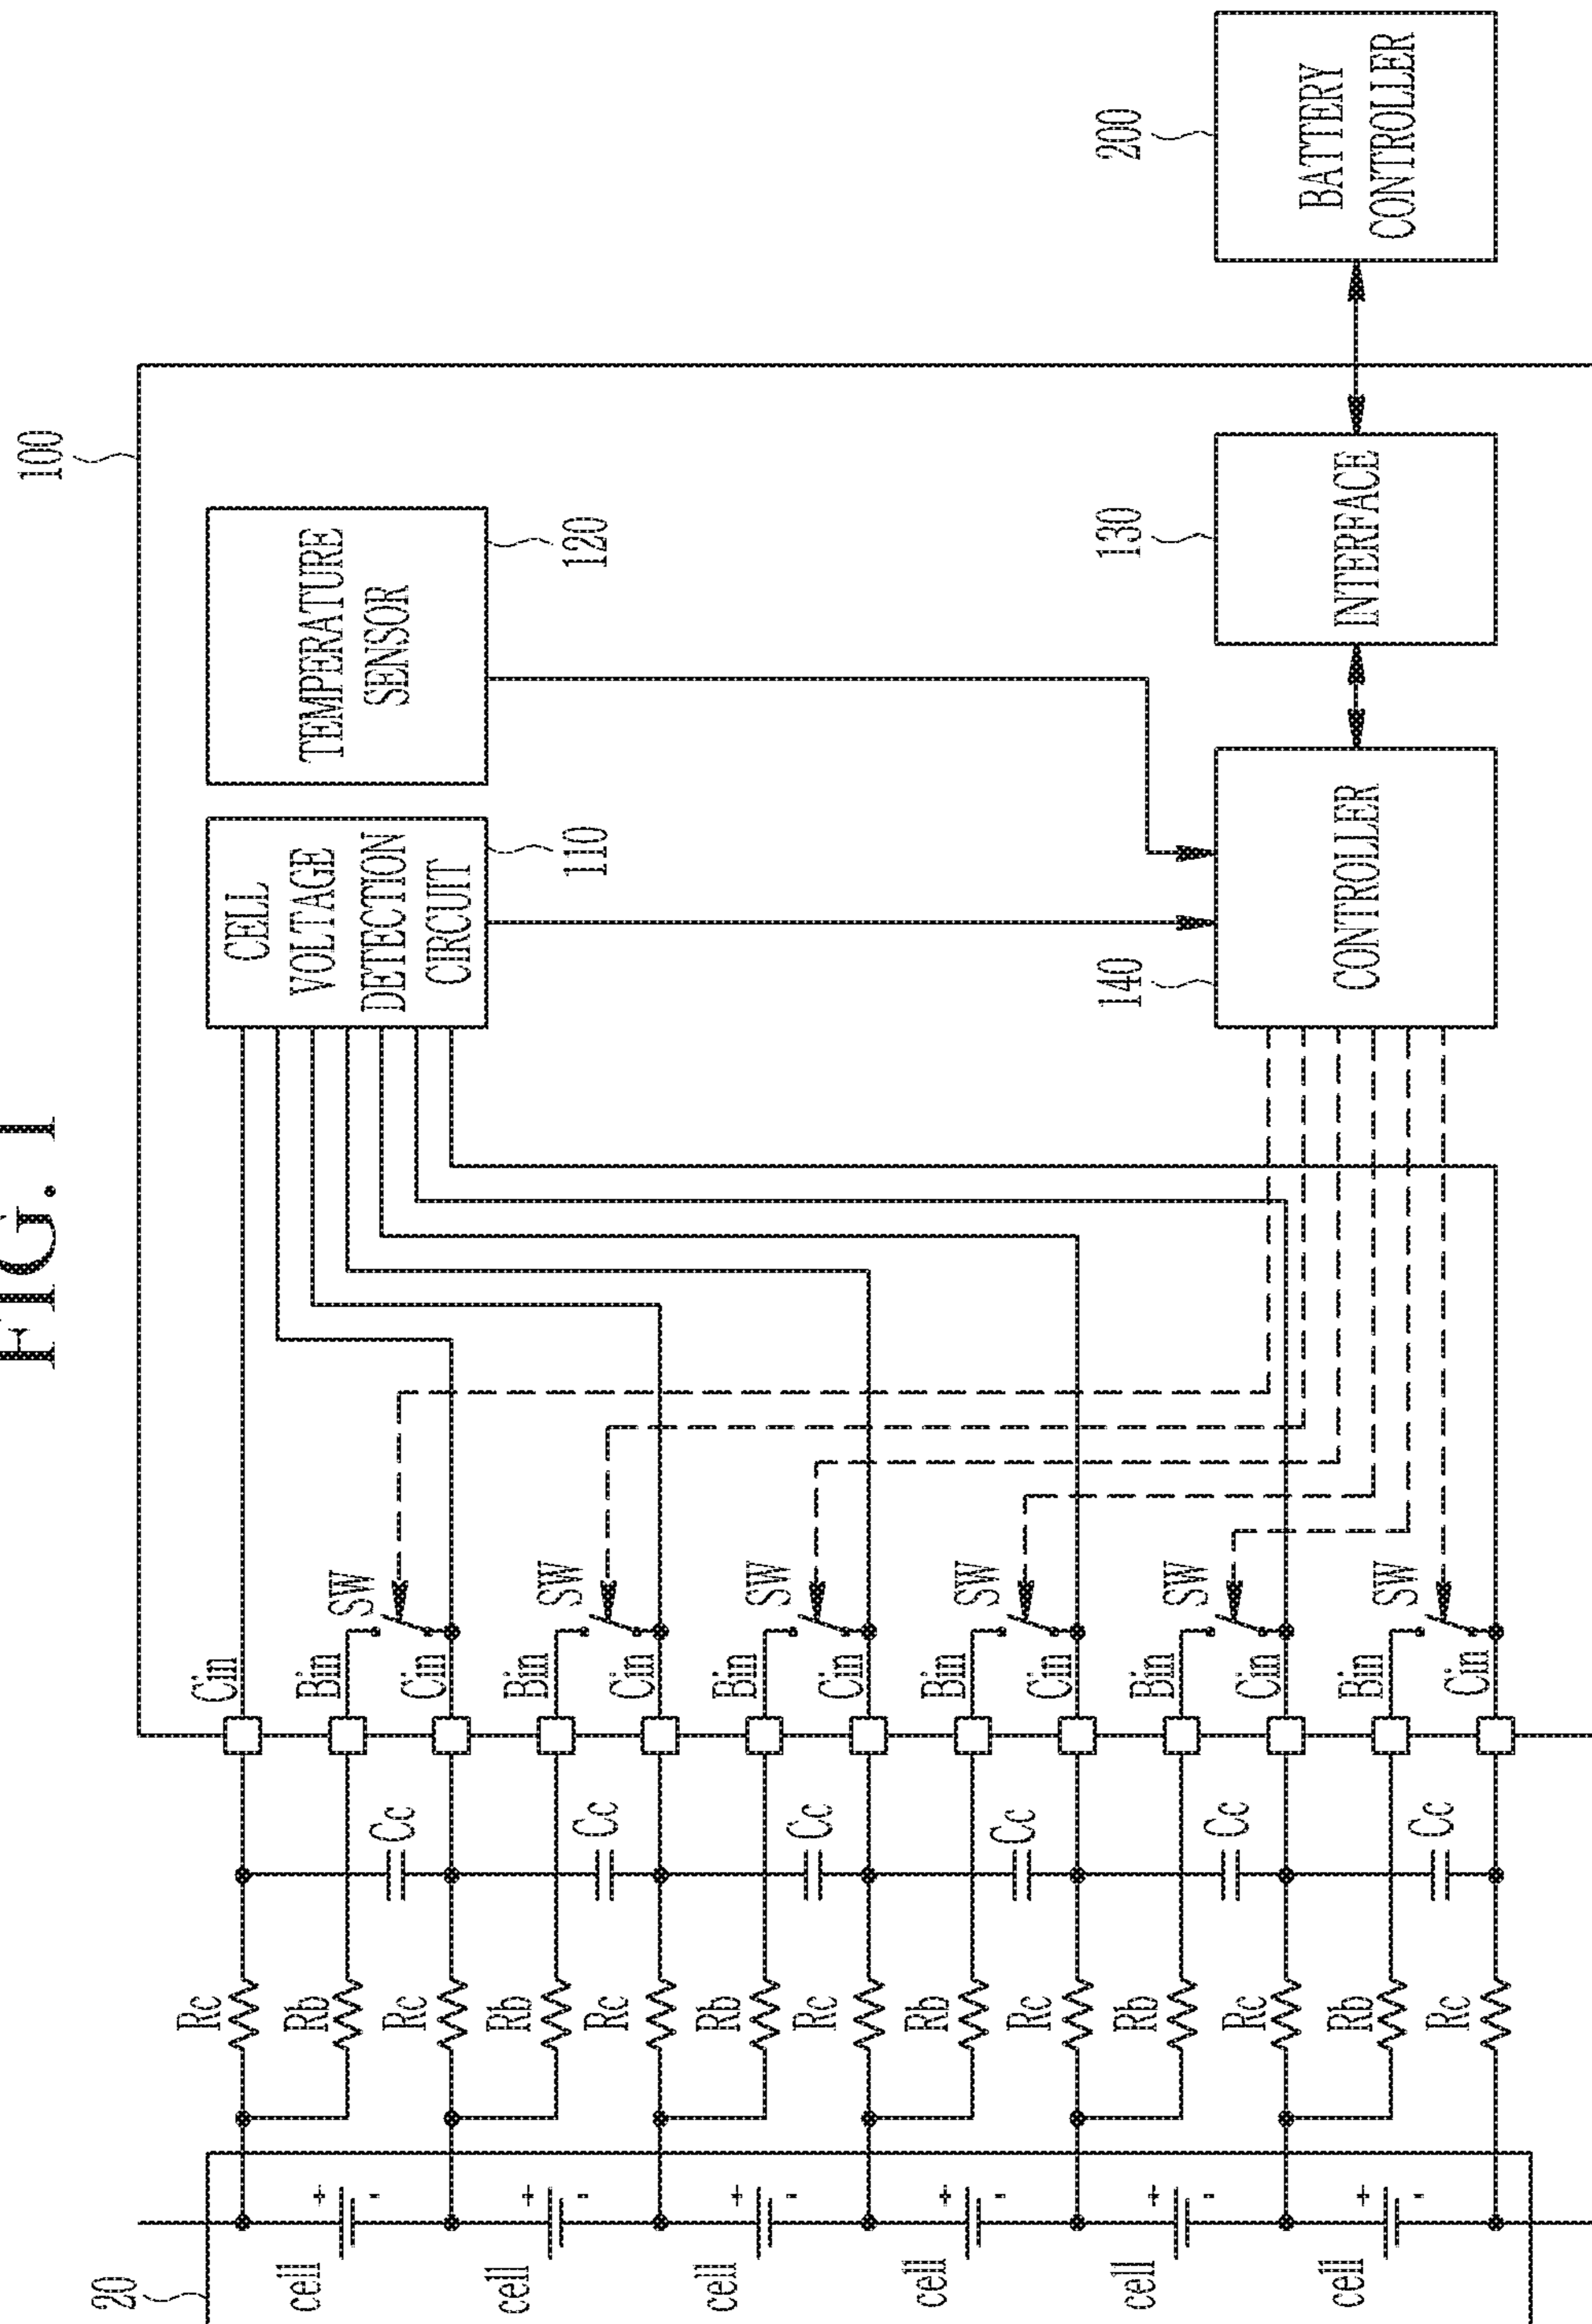 FIG. 1
100
20
cell
cell
cell
cell
cell
cell
Rc
Rb
Rc
Rb
Rc
Rb
Rc
Rb
Rc
Rb
Rc
Rb
Rc
Cc
Cc
Cc
Cc
Cc
Cc
Cin
Bin
Cin
Bin
Cin
Bin
Cin
Bin
Cin
Bin
Cin
Bin
Cin
SW
SW
SW
SW
SW
SW
CELL
VOLTAGE
DETECTION
CIRCUIT
110
TEMPERATURE
SENSOR
120
140
CONTROLLER
130
INTERFACE
200
BATTERY
CONTROLLER
+
-
+
-
+
-
+
-
+
-
+
-